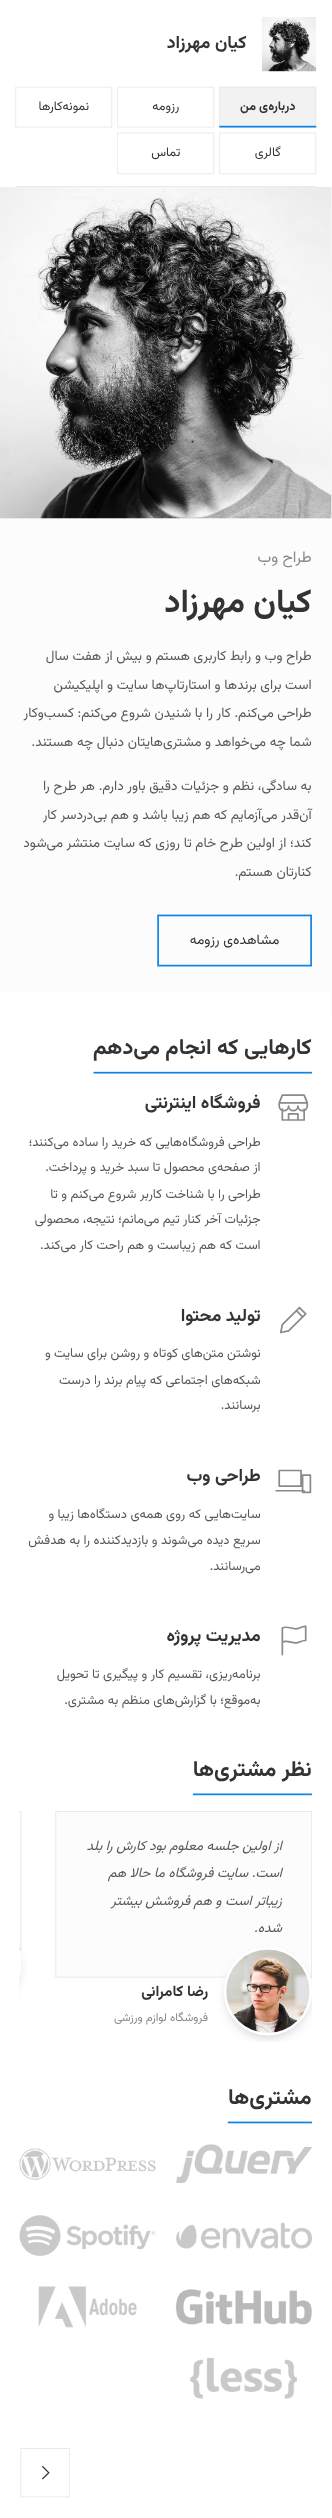 کیان مهرزاد
درباره‌ی من
رزومه
نمونه‌کارها
گالری
تماس
طراح وب
کیان مهرزاد
طراح وب و رابط کاربری هستم و بیش از هفت سال
است برای برندها و استارتاپ‌ها سایت و اپلیکیشن
طراحی می‌کنم. کار را با شنیدن شروع می‌کنم: کسب‌وکار
شما چه می‌خواهد و مشتری‌هایتان دنبال چه هستند.
به سادگی، نظم و جزئیات دقیق باور دارم. هر طرح را
آن‌قدر می‌آزمایم که هم زیبا باشد و هم بی‌دردسر کار
کند؛ از اولین طرح خام تا روزی که سایت منتشر می‌شود
کنارتان هستم.
مشاهده‌ی رزومه
کارهایی که انجام می‌دهم
فروشگاه اینترنتی
طراحی فروشگاه‌هایی که خرید را ساده می‌کنند؛
از صفحه‌ی محصول تا سبد خرید و پرداخت.
طراحی را با شناخت کاربر شروع می‌کنم و تا
جزئیات آخر کنار تیم می‌مانم؛ نتیجه، محصولی
است که هم زیباست و هم راحت کار می‌کند.
تولید محتوا
نوشتن متن‌های کوتاه و روشن برای سایت و
شبکه‌های اجتماعی که پیام برند را درست
برسانند.
طراحی وب
سایت‌هایی که روی همه‌ی دستگاه‌ها زیبا و
سریع دیده می‌شوند و بازدیدکننده را به هدفش
می‌رسانند.
مدیریت پروژه
برنامه‌ریزی، تقسیم کار و پیگیری تا تحویل
به‌موقع؛ با گزارش‌های منظم به مشتری.
نظر مشتری‌ها
از اولین جلسه معلوم بود کارش را بلد
است. سایت فروشگاه ما حالا هم
زیباتر است و هم فروشش بیشتر
شده.
رضا کامرانی
فروشگاه لوازم ورزشی
مشتری‌ها
jQuery
WordPress
envato
Spotify
GitHub
Adobe
{less}